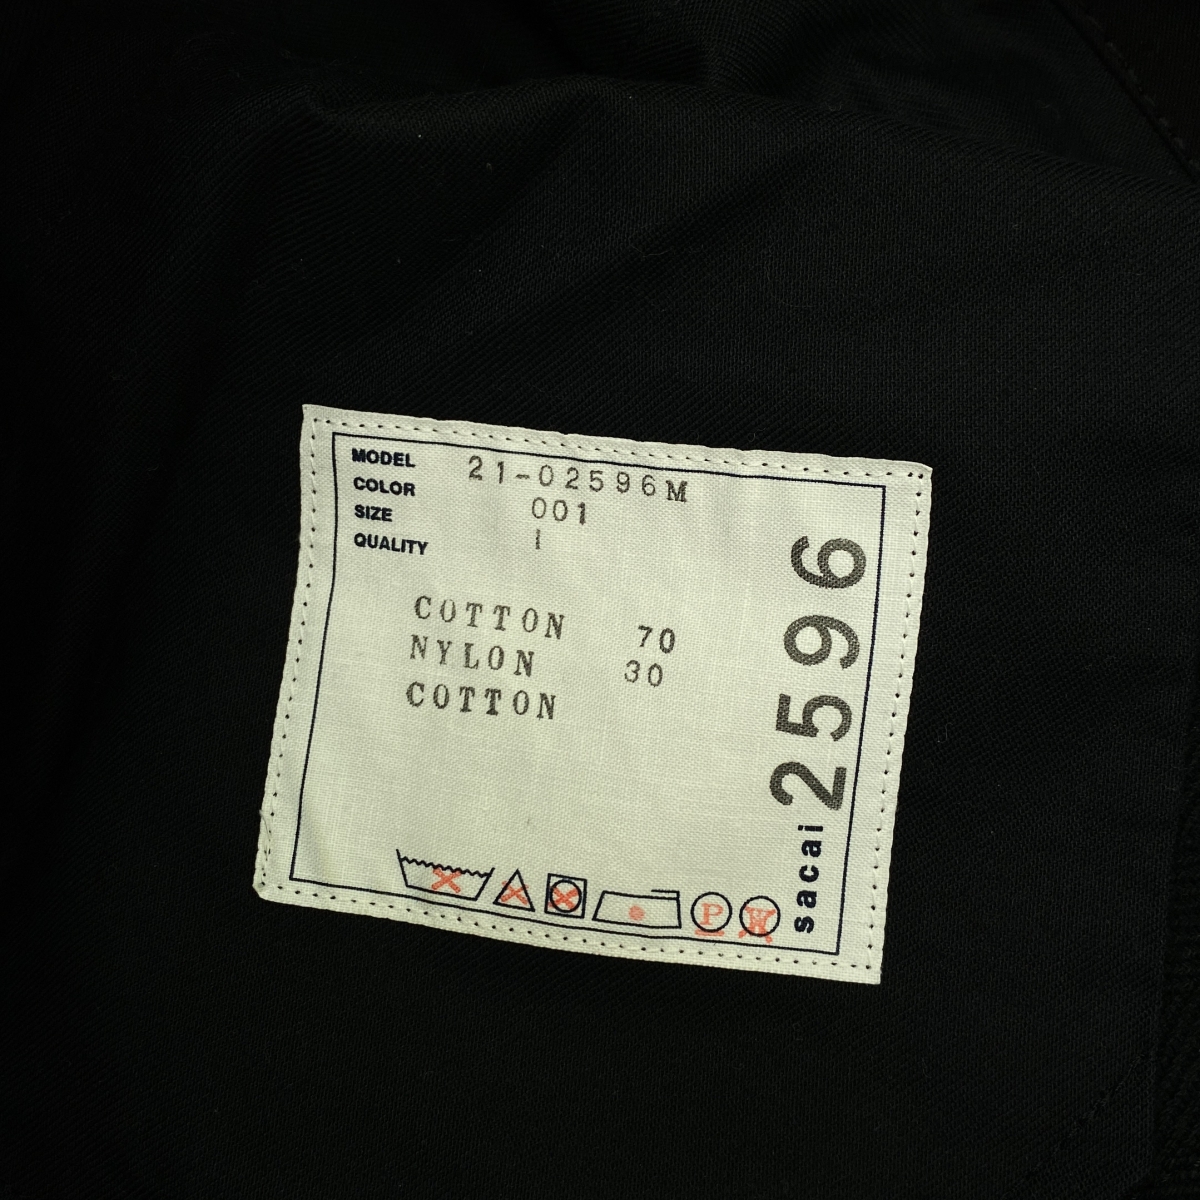 MODEL 21-02596M
COLOR 001
SIZE 1
QUALITY
COTTON 70
NYLON 30
COTTON
P W
sacai 2596